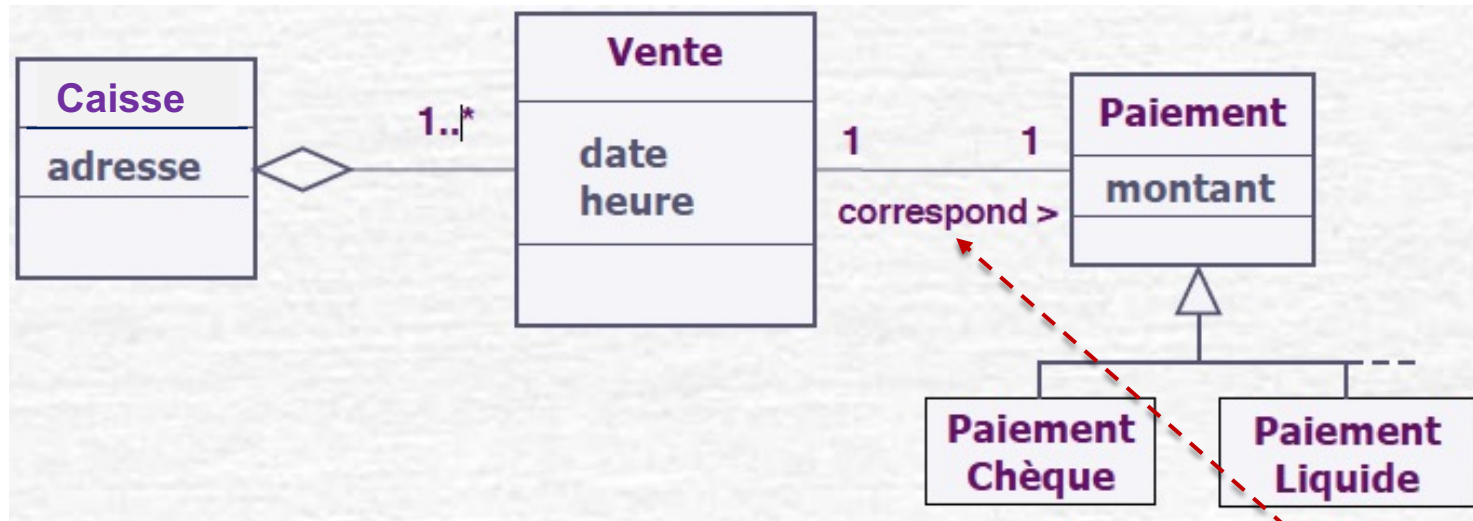 Caisse
adresse
1..*
Vente
date
heure
1
1
correspond >
Paiement
montant
Paiement
Chèque
Paiement
Liquide